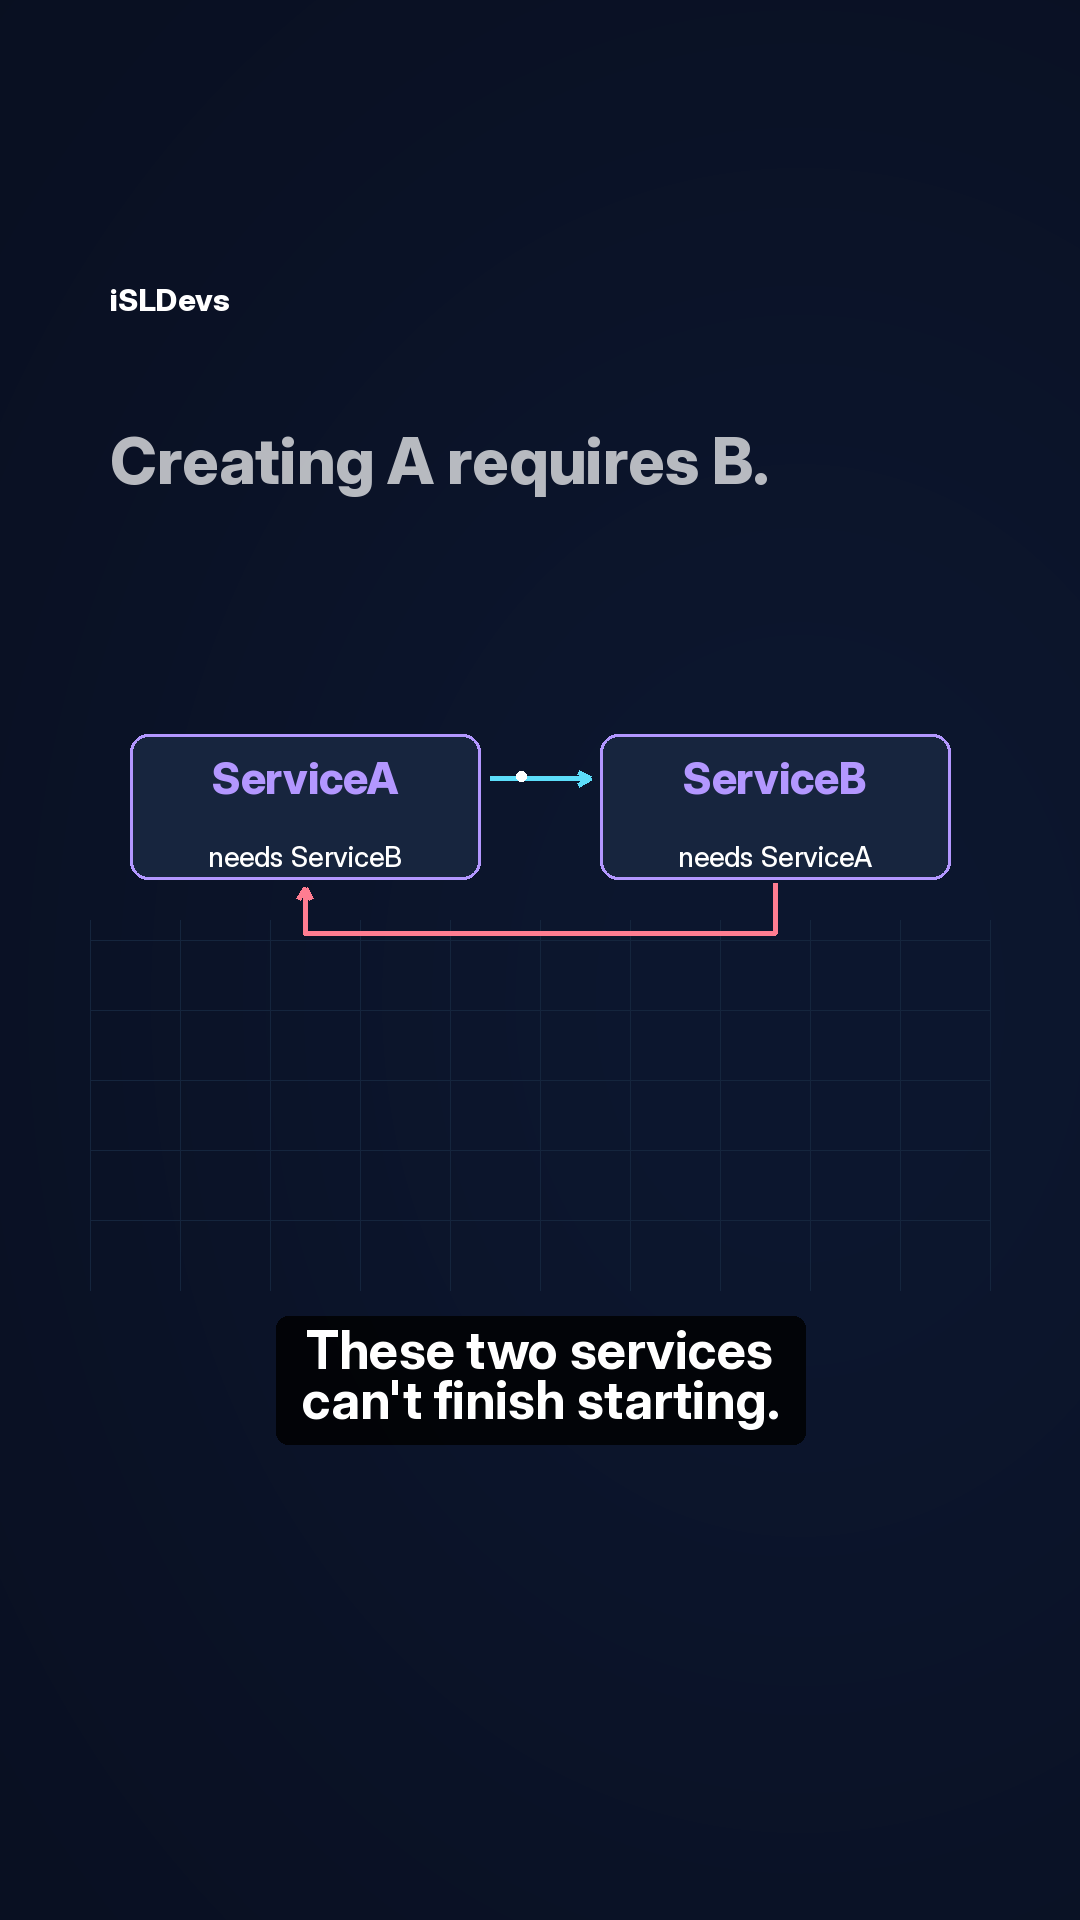 iSLDevs
Creating A requires B.
ServiceA
needs ServiceB
ServiceB
needs ServiceA
These two services
can't finish starting.